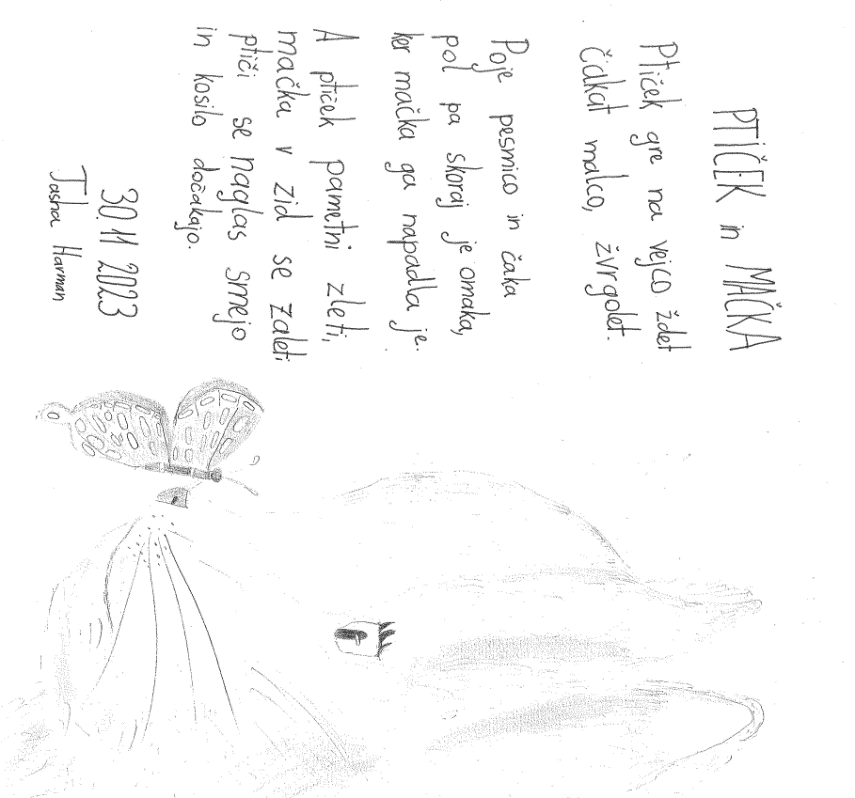 PTIČEK in MAČKA
Ptiček gre na vejco ždet
čakat malco, žvrgolet.
Poje pesmico in čaka
pol pa skoraj je omaka,
ker mačka ga napadla je.
A ptiček pametni zleti,
mačka v zid se zaleti
ptiči se naglas smejo
in kosilo dočakajo.
30.11 2023
Tasha Harman